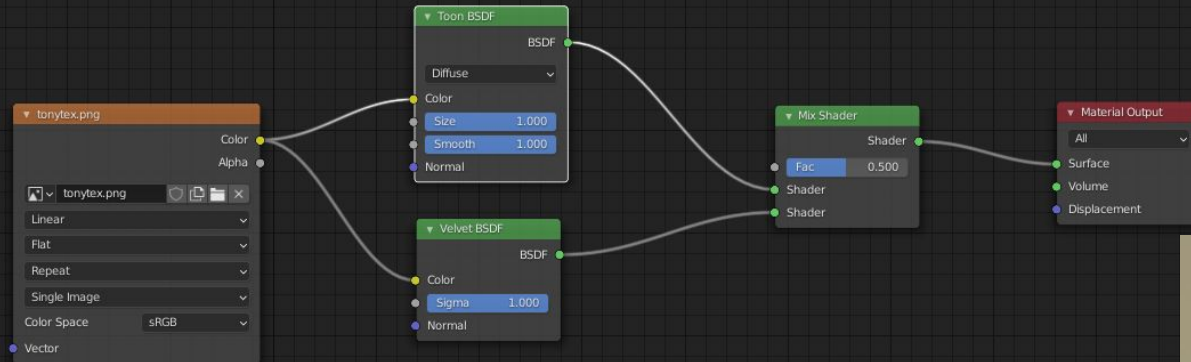 tonytex.png
Color
Alpha
tonytex.png
Linear
Flat
Repeat
Single Image
Color Space sRGB
Vector
Toon BSDF
BSDF
Diffuse
Color
Size 1.000
Smooth 1.000
Normal
Velvet BSDF
BSDF
Color
Sigma 1.000
Normal
Mix Shader
Shader
Fac 0.500
Shader
Shader
Material Output
All
Surface
Volume
Displacement